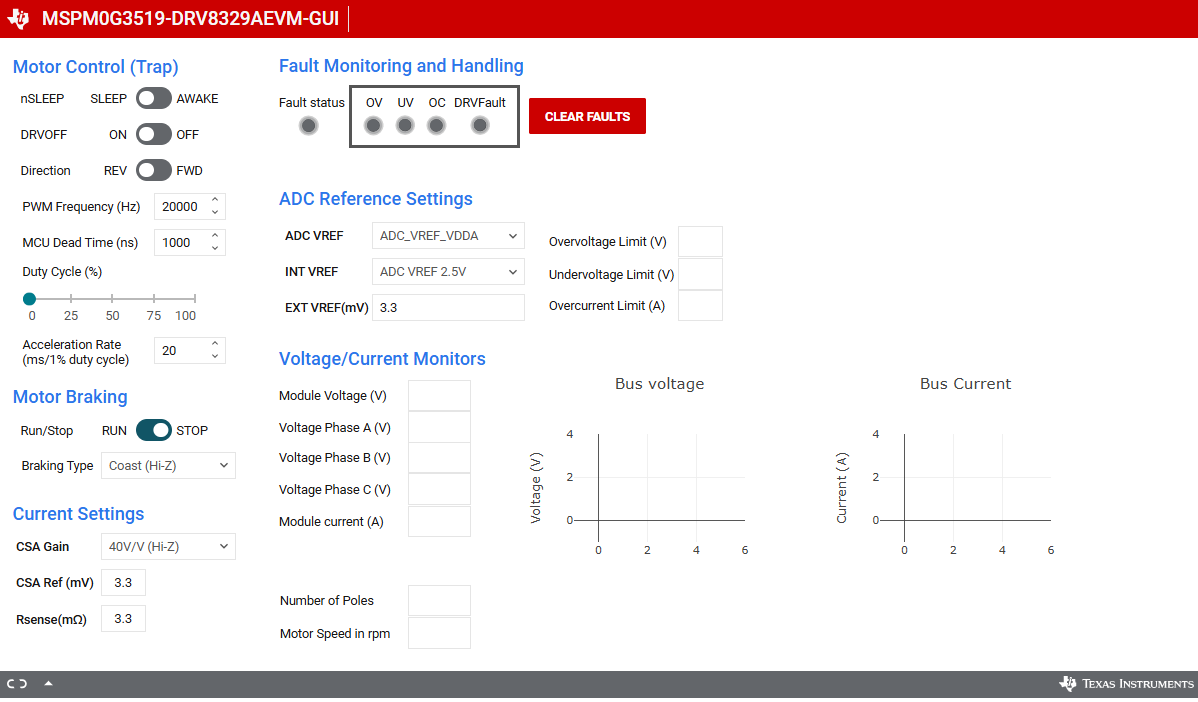 MSPM0G3519-DRV8329AEVM-GUI
Motor Control (Trap)
nSLEEP SLEEP AWAKE
DRVOFF ON OFF
Direction REV FWD
PWM Frequency (Hz) 20000
MCU Dead Time (ns) 1000
Duty Cycle (%)
0 25 50 75 100
Acceleration Rate
(ms/1% duty cycle) 20
Motor Braking
Run/Stop RUN STOP
Braking Type Coast (Hi-Z)
Current Settings
CSA Gain 40V/V (Hi-Z)
CSA Ref (mV) 3.3
Rsense(mΩ) 3.3
Fault Monitoring and Handling
Fault status OV UV OC DRVFault
CLEAR FAULTS
ADC Reference Settings
ADC VREF ADC_VREF_VDDA
INT VREF ADC VREF 2.5V
EXT VREF(mV) 3.3
Overvoltage Limit (V)
Undervoltage Limit (V)
Overcurrent Limit (A)
Voltage/Current Monitors
Module Voltage (V)
Voltage Phase A (V)
Voltage Phase B (V)
Voltage Phase C (V)
Module current (A)
Number of Poles
Motor Speed in rpm
Bus voltage
Voltage (V)
4
2
0
0 2 4 6
Bus Current
Current (A)
4
2
0
0 2 4 6
TEXAS INSTRUMENTS